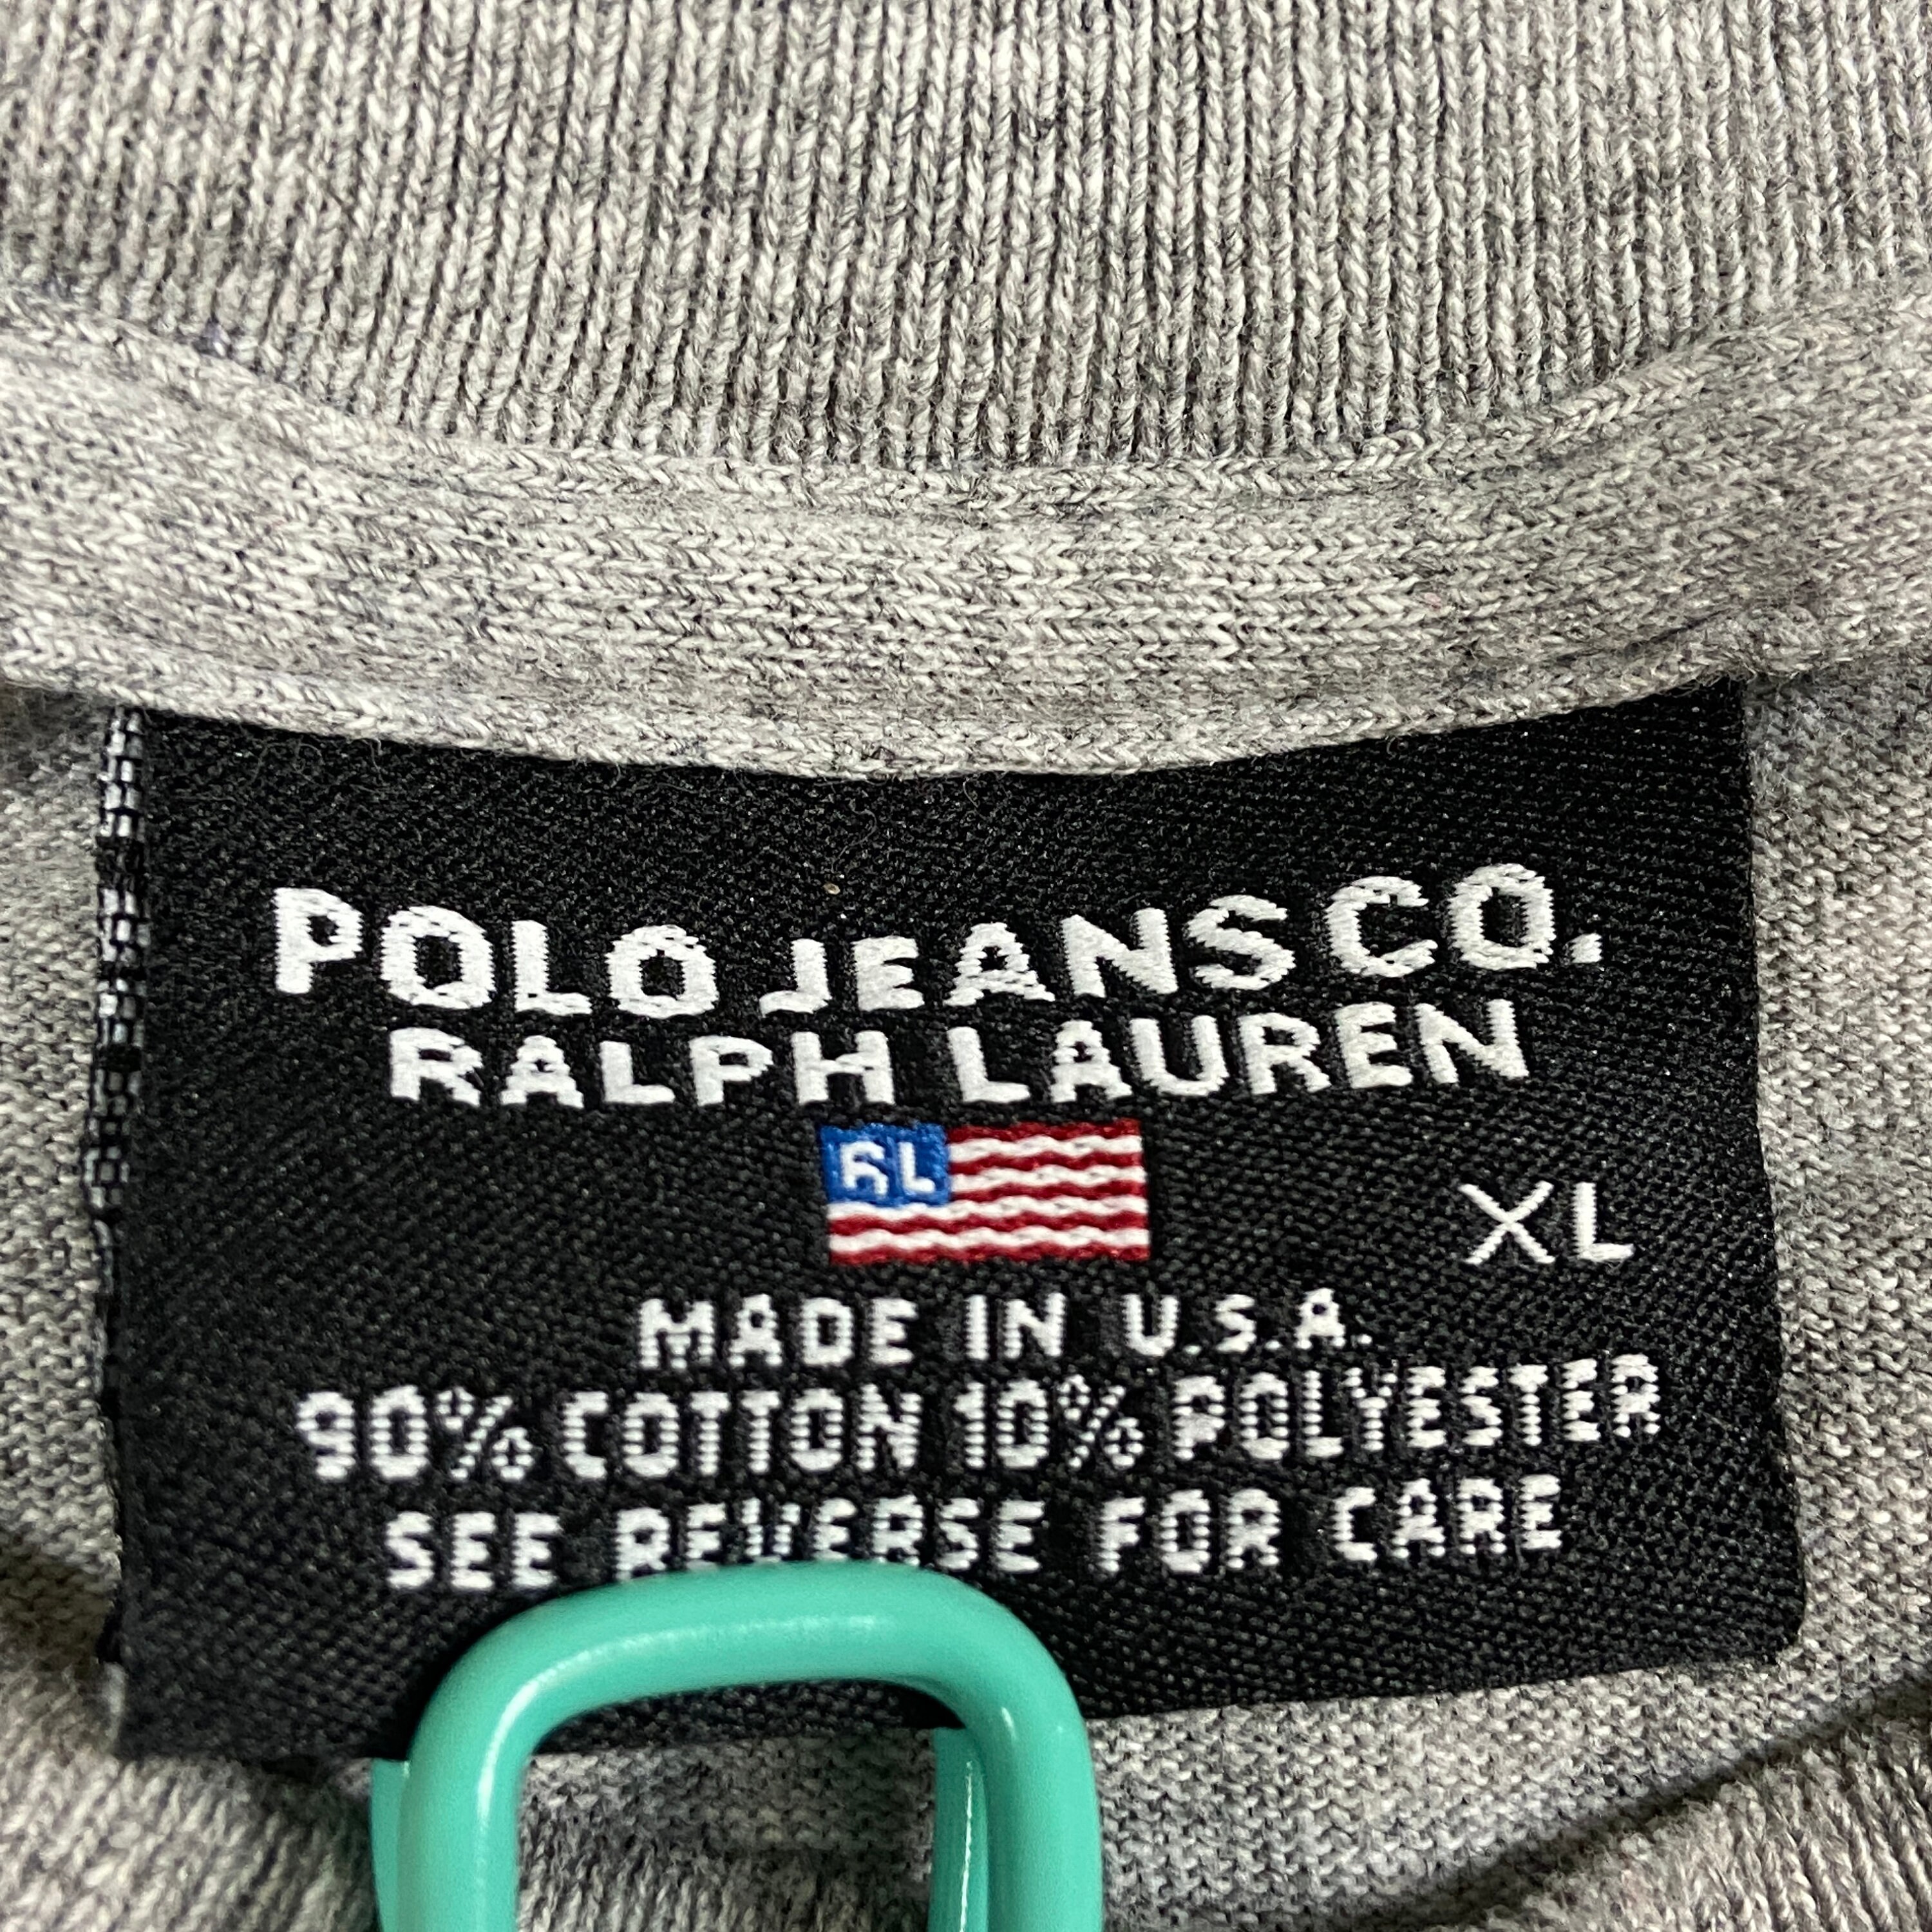 POLO JEANS CO.
RALPH LAUREN
RL
XL
MADE IN U.S.A.
90% COTTON 10% POLYESTER
SEE REVERSE FOR CARE